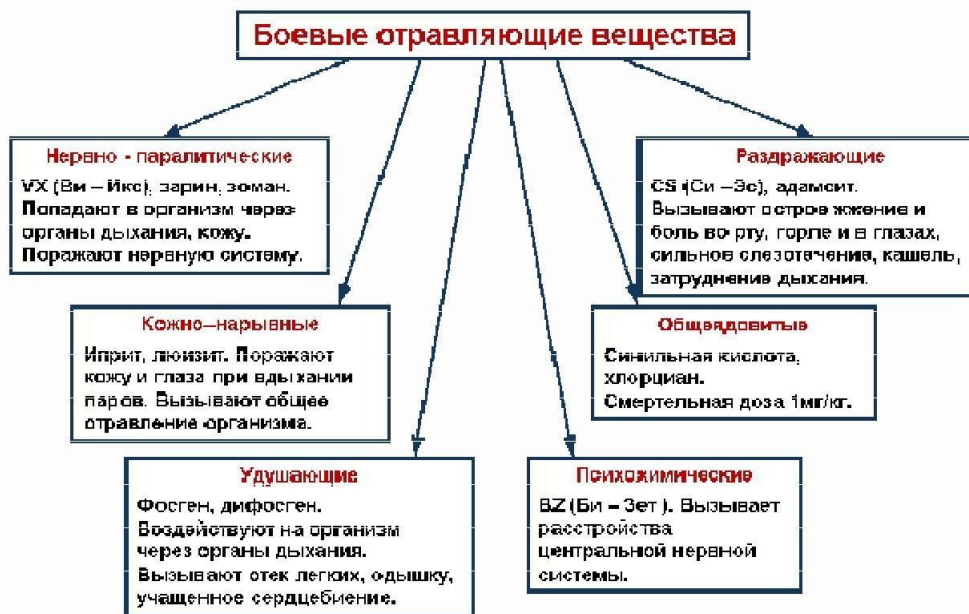 Боевые отравляющие вещества
Нервно - паралитические
VX (Ви – Икс), зарин, зоман.
Попадают в организм через
органы дыхания, кожу.
Поражают нервную систему.
Раздражающие
CS (Си –Эс), адамсит.
Вызывают острое жжение и
боль во рту, горле и в глазах,
сильное слезотечение, кашель,
затруднение дыхания.
Кожно–нарывные
Иприт, люизит. Поражают
кожу и глаза при вдыхании
паров. Вызывают общее
отравление организма.
Общеядовитые
Синильная кислота,
хлорциан.
Смертельная доза 1мг/кг.
Удушающие
Фосген, дифосген.
Воздействуют на организм
через органы дыхания.
Вызывают отек легких, одышку,
учащенное сердцебиение.
Психохимические
BZ (Би – Зет ). Вызывает
расстройства
центральной нервной
системы.